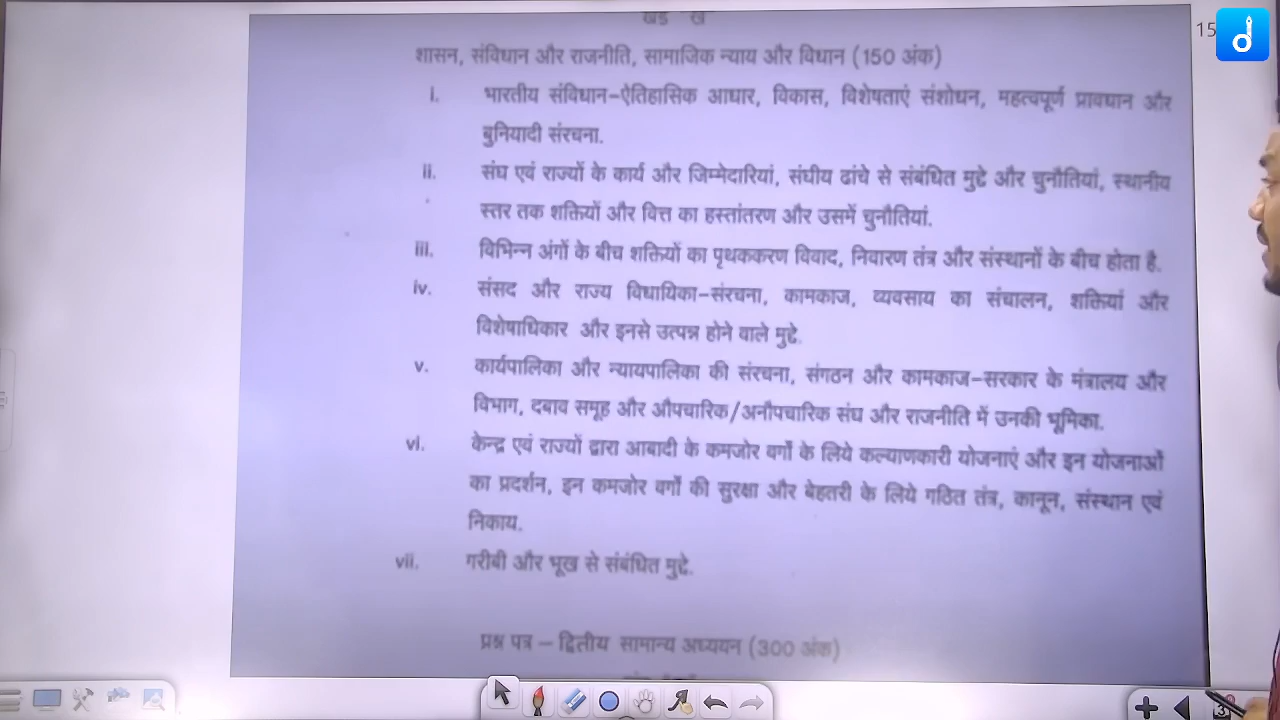 खंड ख
शासन, संविधान और राजनीति, सामाजिक न्याय और विधान (150 अंक)
15
i. भारतीय संविधान-ऐतिहासिक आधार, विकास, विशेषताएं संशोधन, महत्वपूर्ण प्रावधान और
बुनियादी संरचना.
ii. संघ एवं राज्यों के कार्य और जिम्मेदारियां, संघीय ढांचे से संबंधित मुद्दे और चुनौतियां, स्थानीय
स्तर तक शक्तियों और वित्त का हस्तांतरण और उसमें चुनौतियां.
iii. विभिन्न अंगों के बीच शक्तियों का पृथककरण विवाद, निवारण तंत्र और संस्थानों के बीच होता है.
iv. संसद और राज्य विधायिका-संरचना, कामकाज, व्यवसाय का संचालन, शक्तियां और
विशेषाधिकार और इनसे उत्पन्न होने वाले मुद्दे.
v. कार्यपालिका और न्यायपालिका की संरचना, संगठन और कामकाज-सरकार के मंत्रालय और
विभाग, दबाव समूह और औपचारिक/अनौपचारिक संघ और राजनीति में उनकी भूमिका.
vi. केन्द्र एवं राज्यों द्वारा आबादी के कमजोर वर्गों के लिये कल्याणकारी योजनाएं और इन योजनाओं
का प्रदर्शन, इन कमजोर वर्गों की सुरक्षा और बेहतरी के लिये गठित तंत्र, कानून, संस्थान एवं
निकाय.
vii. गरीबी और भूख से संबंधित मुद्दे.
प्रश्न पत्र – द्वितीय सामान्य अध्ययन (300 अंक)